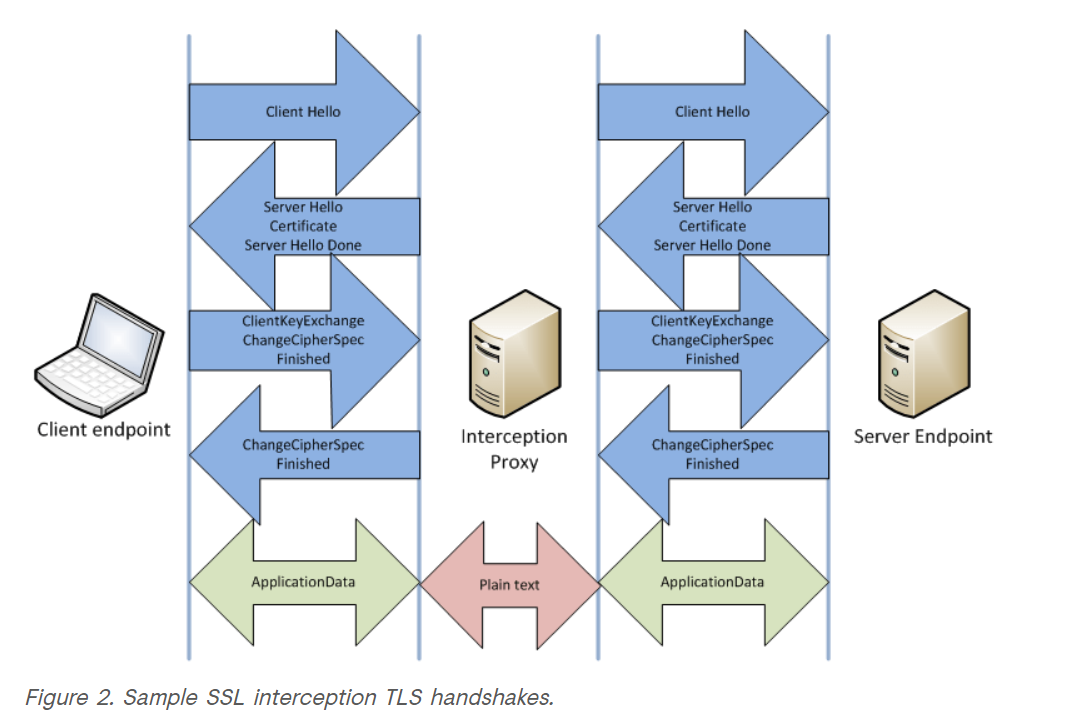 Client Hello
Client Hello
Server Hello
Certificate
Server Hello Done
Server Hello
Certificate
Server Hello Done
ClientKeyExchange
ChangeCipherSpec
Finished
ClientKeyExchange
ChangeCipherSpec
Finished
Client endpoint
Interception
Proxy
Server Endpoint
ChangeCipherSpec
Finished
ChangeCipherSpec
Finished
ApplicationData
Plain text
ApplicationData
Figure 2. Sample SSL interception TLS handshakes.